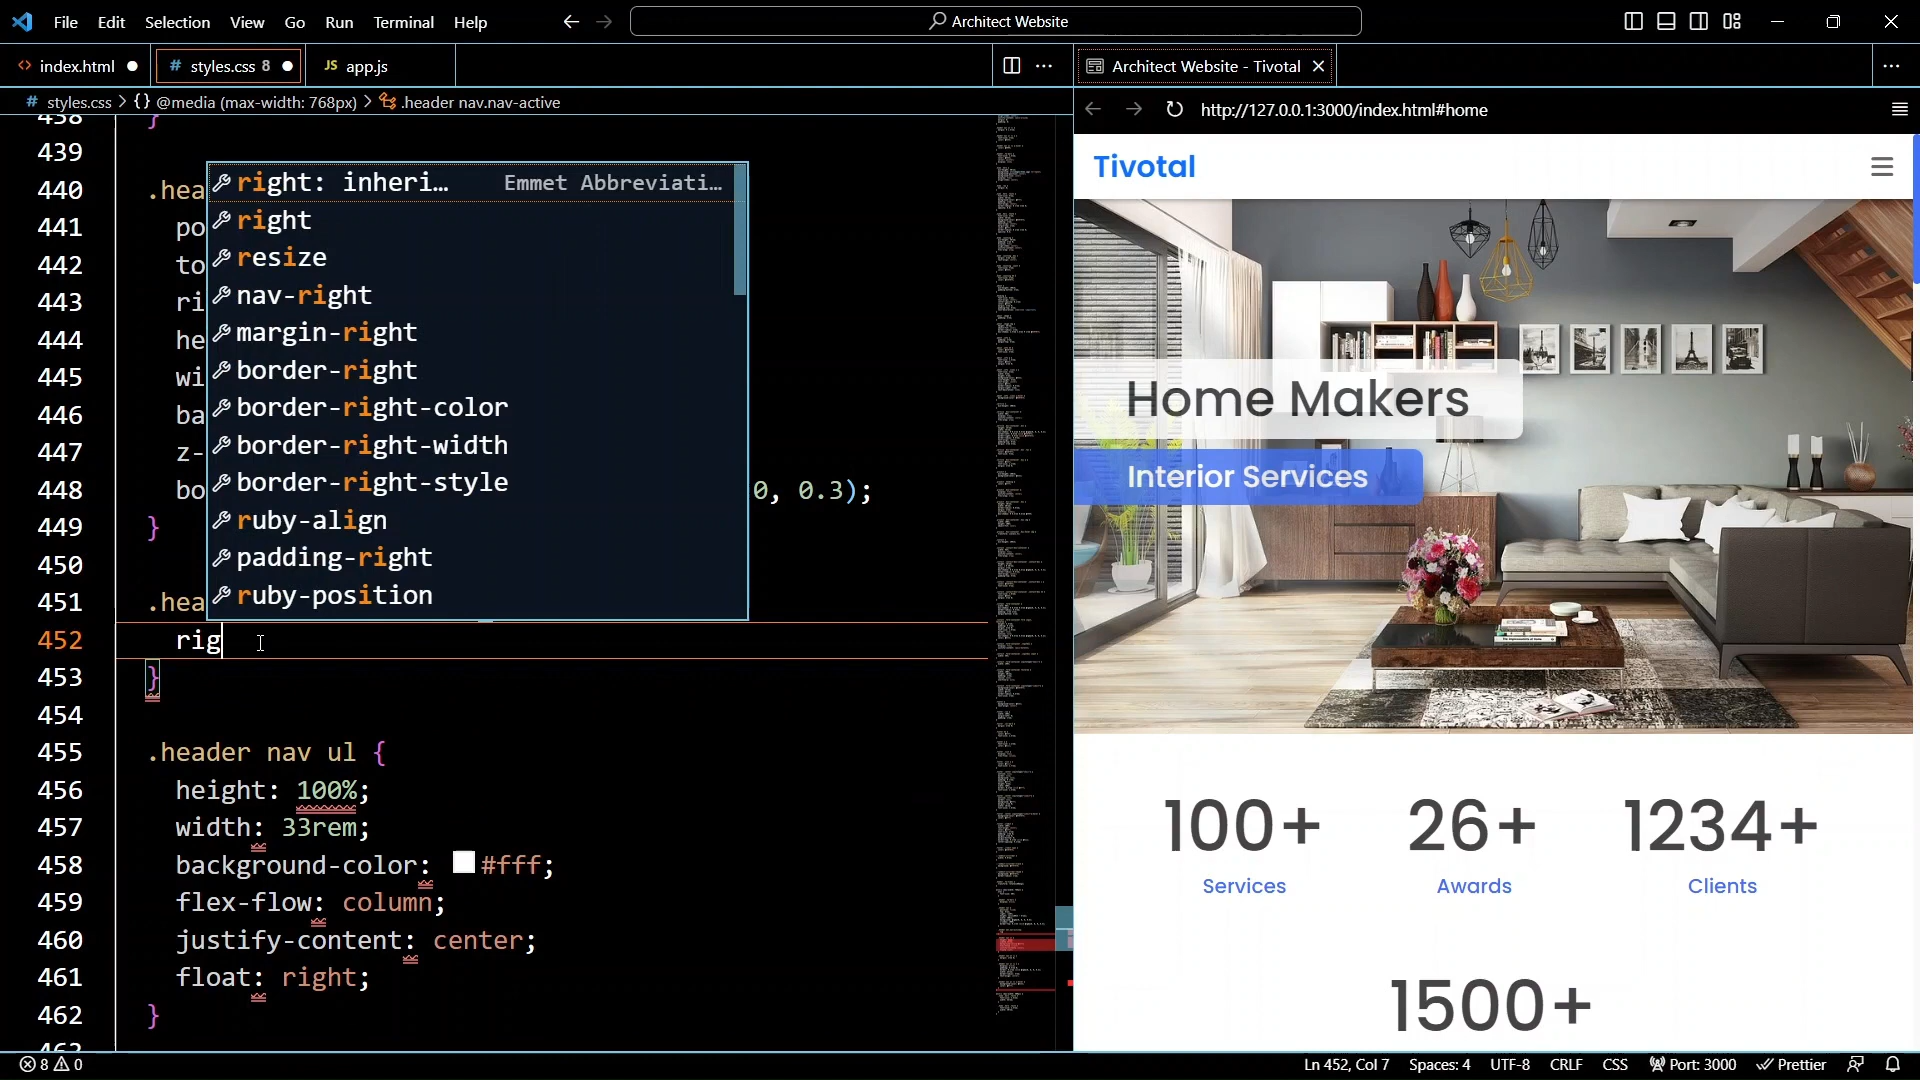 File Edit Selection View Go Run Terminal Help
Architect Website
index.html
# styles.css 8
JS app.js
Architect Website - Tivotal
# styles.css > {} @media (max-width: 768px) > .header nav.nav-active
http://127.0.0.1:3000/index.html#home
438 }
439
440 .hea
441 po
442 to
443 ri
444 he
445 wi
446 ba
447 z-
448 bo 0, 0.3);
449 }
450
451 .hea
452 rig
453 }
454
455 .header nav ul {
456 height: 100%;
457 width: 33rem;
458 background-color: #fff;
459 flex-flow: column;
460 justify-content: center;
461 float: right;
462 }
463
right: inheri... Emmet Abbreviati...
right
resize
nav-right
margin-right
border-right
border-right-color
border-right-width
border-right-style
ruby-align
padding-right
ruby-position
Tivotal
Home Makers
Interior Services
100+ 26+ 1234+
Services Awards Clients
1500+
8 0
Ln 452, Col 7 Spaces: 4 UTF-8 CRLF CSS Port: 3000 Prettier